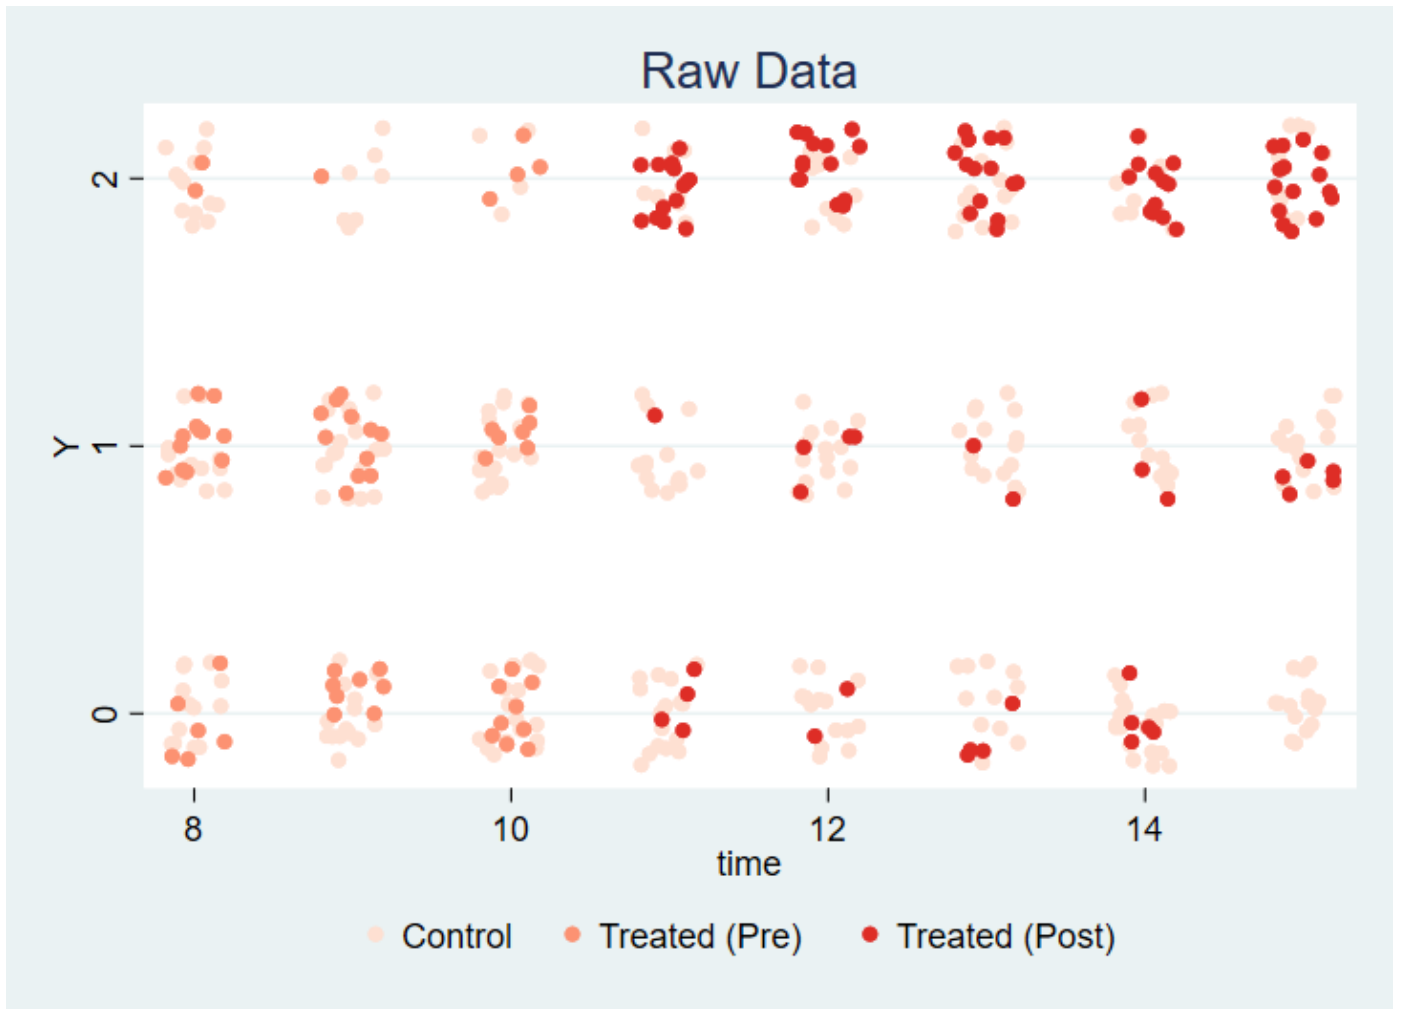 Raw Data
2
1
0
Y
8 10 12 14
time
Control Treated (Pre) Treated (Post)